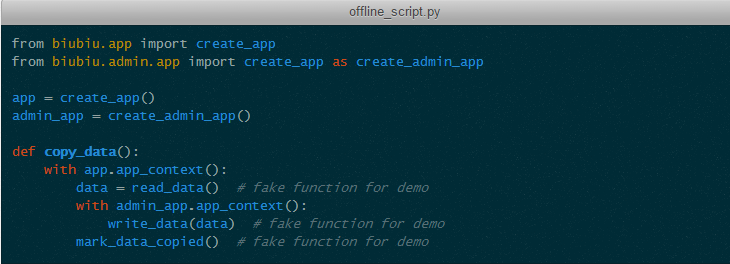 offline_script.py
from biubiu.app import create_app
from biubiu.admin.app import create_app as create_admin_app
app = create_app()
admin_app = create_admin_app()
def copy_data():
with app.app_context():
data = read_data()  # fake function for demo
with admin_app.app_context():
write_data(data)  # fake function for demo
mark_data_copied()  # fake function for demo